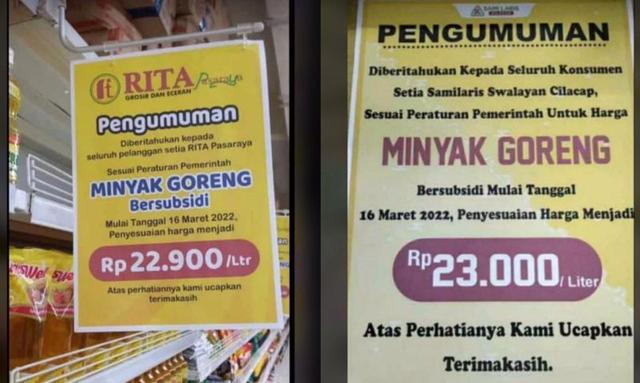 RITA
Pasaraya
GROSIR DAN ECERAN
Pengumuman
Diberitahukan kepada
seluruh pelanggan setia RITA Pasaraya
Sesuai Peraturan Pemerintah
MINYAK GORENG
Bersubsidi
Mulai Tanggal 16 Maret 2022,
Penyesuaian harga menjadi
Rp 22.900 /Ltr
Atas perhatiannya kami ucapkan
terimakasih
PENGUMUMAN
Diberitahukan Kepada Seluruh Konsumen
Setia Samilaris Swalayan Cilacap,
Sesuai Peraturan Pemerintah Untuk Harga
MINYAK GORENG
Bersubsidi Mulai Tanggal
16 Maret 2022, Penyesuaian Harga Menjadi
Rp 23.000 / Liter
Atas Perhatianya Kami Ucapkan
Terimakasih.